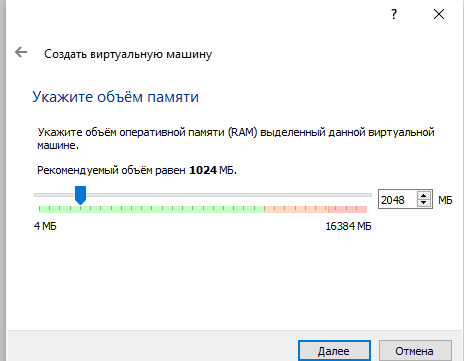 ?
Создать виртуальную машину
Укажите объём памяти
Укажите объём оперативной памяти (RAM) выделенный данной виртуальной
машине.
Рекомендуемый объём равен 1024 МБ.
2048 МБ
4 МБ 16384 МБ
Далее Отмена